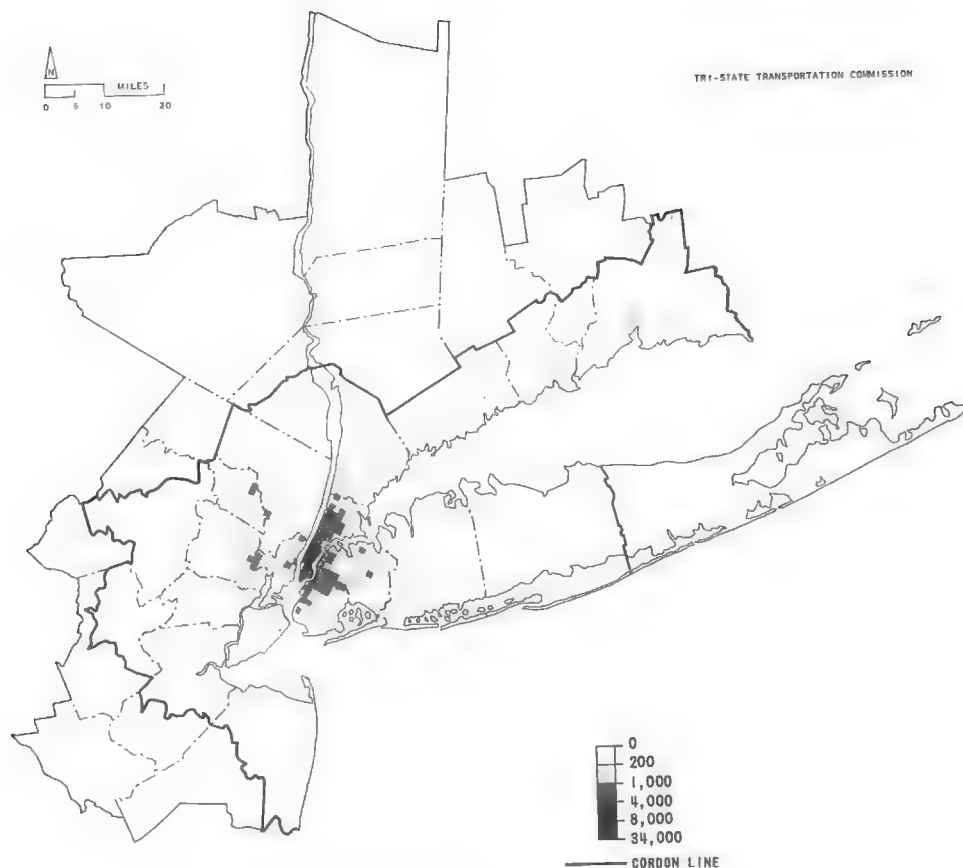 TRI-STATE TRANSPORTATION COMMISSION
N
MILES
0 5 10 20
0
200
1,000
4,000
8,000
34,000
CORDON LINE